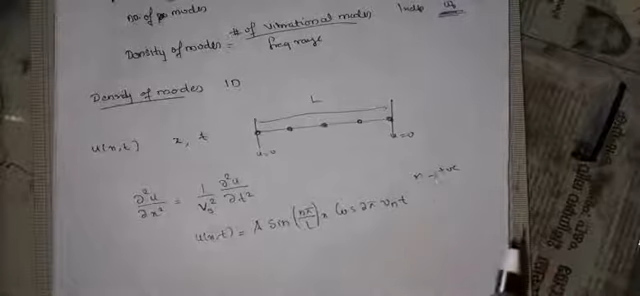 no. of modes
Density of modes = # of vibrational modes / freq range
Density of modes 1D
L
u(x,t) x, t
u=0 u=0
∂²u/∂x² = 1/Vs² ∂²u/∂t² n → +ve
u(x,t) = A Sin(nπ/L)x Cos 2π νn t